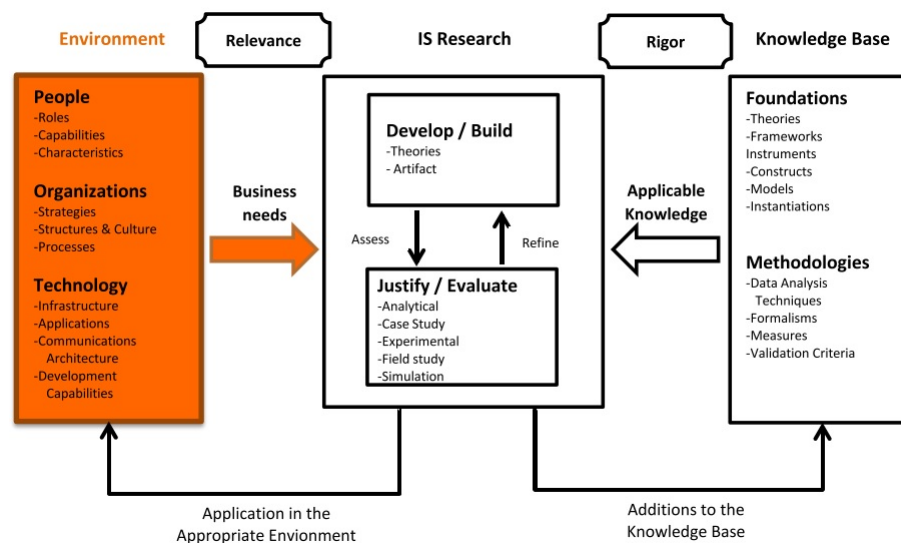 Environment
Relevance
IS Research
Rigor
Knowledge Base
People
-Roles
-Capabilities
-Characteristics
Organizations
-Strategies
-Structures & Culture
-Processes
Technology
-Infrastructure
-Applications
-Communications
Architecture
-Development
Capabilities
Business
needs
Develop / Build
-Theories
- Artifact
Assess
Refine
Justify / Evaluate
-Analytical
-Case Study
-Experimental
-Field study
-Simulation
Applicable
Knowledge
Foundations
-Theories
-Frameworks
Instruments
-Constructs
-Models
-Instantiations
Methodologies
-Data Analysis
Techniques
-Formalisms
-Measures
-Validation Criteria
Application in the
Appropriate Envionment
Additions to the
Knowledge Base